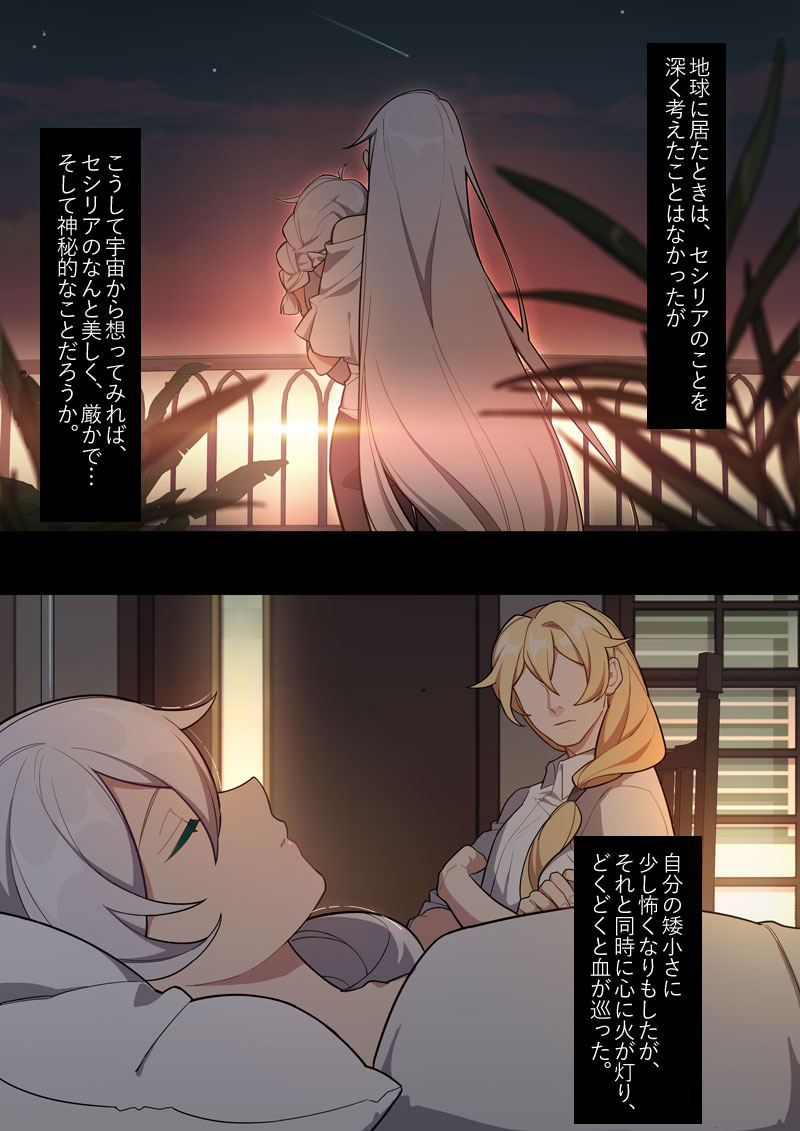 地球に居たときは、セシリアのことを
深く考えたことはなかったが
こうして宇宙から想ってみれば、
セシリアのなんと美しく、厳かで…
そして神秘的なことだろうか。
自分の矮小さに
少し怖くなりもしたが、
それと同時に心に火が灯り、
どくどくと血が巡った。